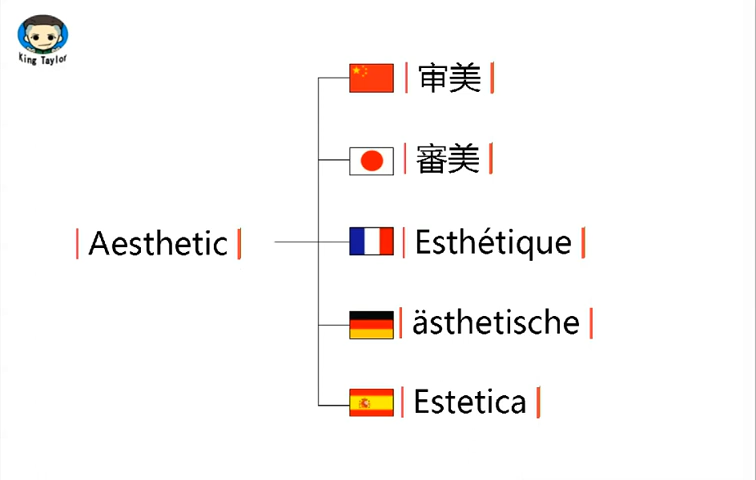 King Taylor
审美
審美
Aesthetic
Esthétique
ästhetische
Estetica